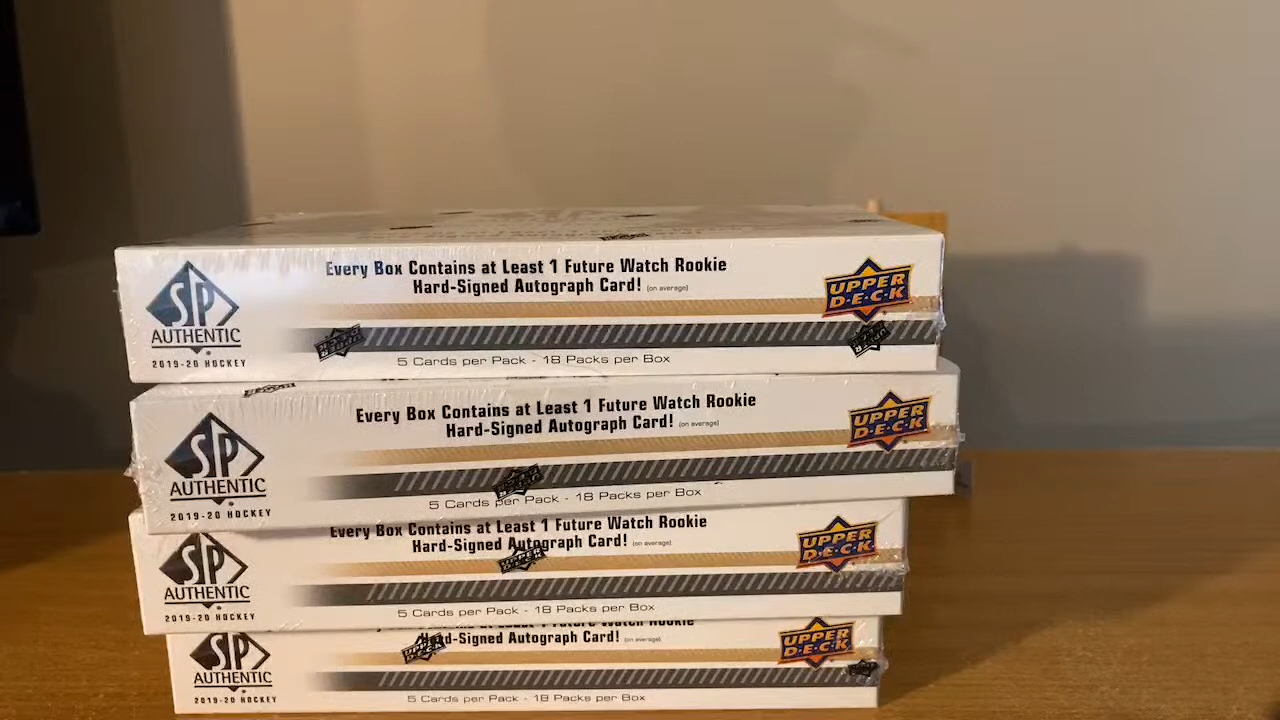 Every Box Contains at Least 1 Future Watch Rookie
Hard-Signed Autograph Card! (on average)
SP
AUTHENTIC
2019-20 HOCKEY
UPPER
D·E·C·K
5 Cards per Pack - 18 Packs per Box
Every Box Contains at Least 1 Future Watch Rookie
Hard-Signed Autograph Card! (on average)
SP
AUTHENTIC
2019-20 HOCKEY
UPPER
D·E·C·K
5 Cards per Pack - 18 Packs per Box
Every Box Contains at Least 1 Future Watch Rookie
Hard-Signed Autograph Card! (on average)
SP
AUTHENTIC
2019-20 HOCKEY
UPPER
D·E·C·K
UPPER
DECK
5 Cards per Pack - 18 Packs per Box
Hard-Signed Autograph Card! (on average)
SP
AUTHENTIC
2019-20 HOCKEY
UPPER
DECK
UPPER
D·E·C·K
5 Cards per Pack - 18 Packs per Box